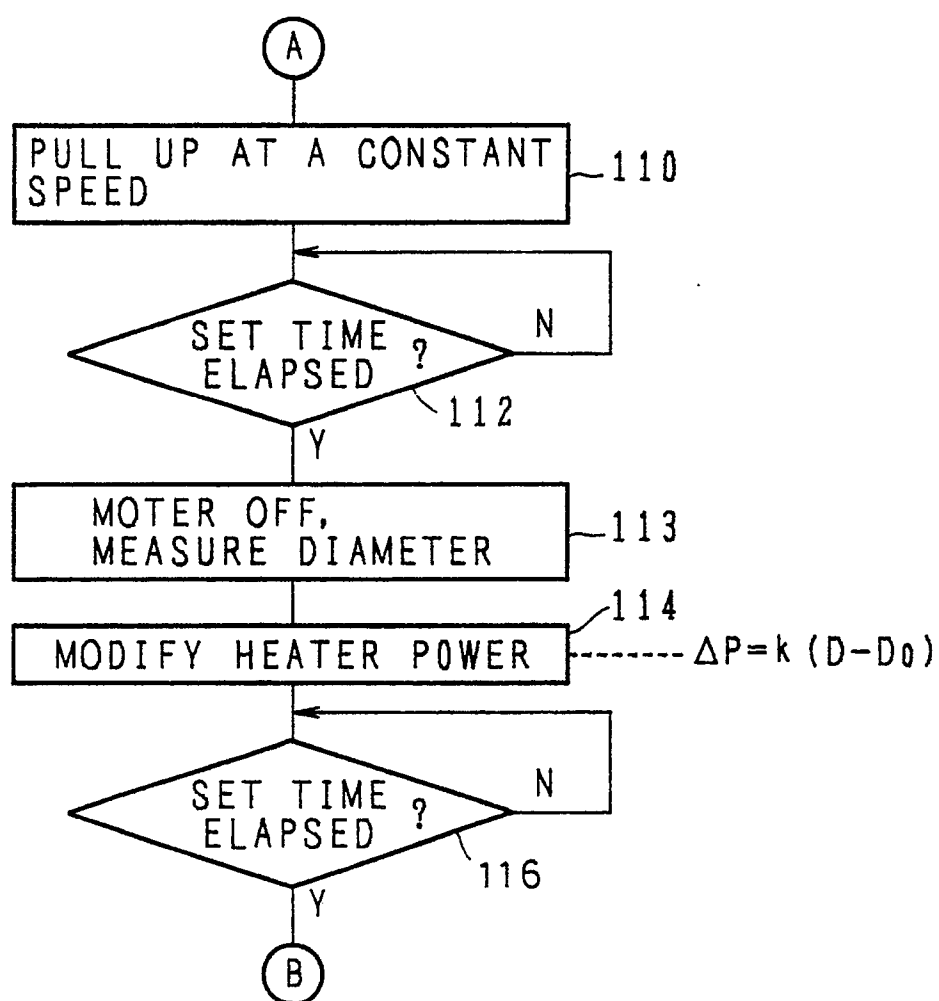 A
PULL UP AT A CONSTANT
SPEED
110
N
SET TIME
ELAPSED ?
112
Y
MOTER OFF,
MEASURE DIAMETER
113
114
MODIFY HEATER POWER
ΔP=k (D-D0)
N
SET TIME
ELAPSED ?
116
Y
B